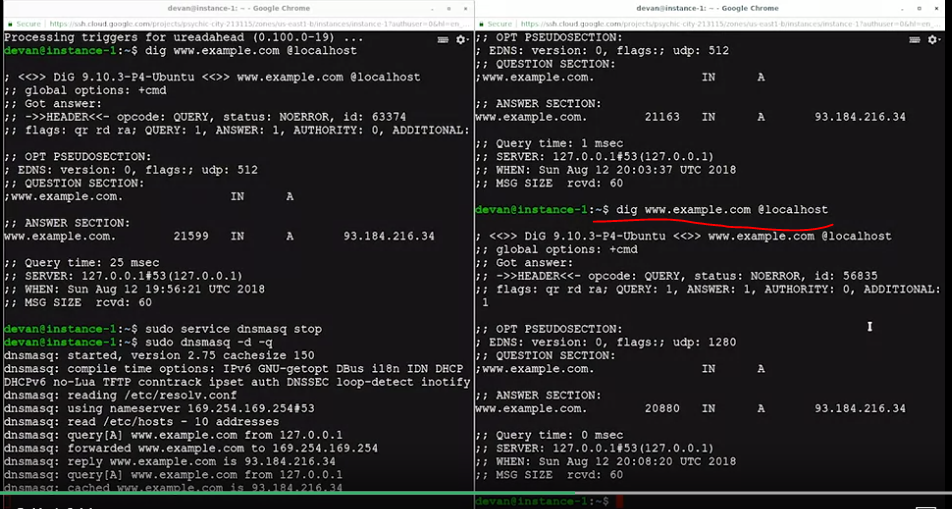 devan@instance-1: ~ - Google Chrome
Secure | https://ssh.cloud.google.com/projects/psychic-city-213115/zones/us-east1-b/instances/instance-1?authuser=0&hl=en_
Processing triggers for ureadahead (0.100.0-19) ...
devan@instance-1:~$ dig www.example.com @localhost
; <<>> DiG 9.10.3-P4-Ubuntu <<>> www.example.com @localhost
;; global options: +cmd
;; Got answer:
;; ->>HEADER<<- opcode: QUERY, status: NOERROR, id: 63374
;; flags: qr rd ra; QUERY: 1, ANSWER: 1, AUTHORITY: 0, ADDITIONAL:
;; OPT PSEUDOSECTION:
; EDNS: version: 0, flags:; udp: 512
;; QUESTION SECTION:
;www.example.com. IN A
;; ANSWER SECTION:
www.example.com. 21599 IN A 93.184.216.34
;; Query time: 25 msec
;; SERVER: 127.0.0.1#53(127.0.0.1)
;; WHEN: Sun Aug 12 19:56:21 UTC 2018
;; MSG SIZE rcvd: 60
devan@instance-1:~$ sudo service dnsmasq stop
devan@instance-1:~$ sudo dnsmasq -d -q
dnsmasq: started, version 2.75 cachesize 150
dnsmasq: compile time options: IPv6 GNU-getopt DBus i18n IDN DHCP
DHCPv6 no-Lua TFTP conntrack ipset auth DNSSEC loop-detect inotify
dnsmasq: reading /etc/resolv.conf
dnsmasq: using nameserver 169.254.169.254#53
dnsmasq: read /etc/hosts - 10 addresses
dnsmasq: query[A] www.example.com from 127.0.0.1
dnsmasq: forwarded www.example.com to 169.254.169.254
dnsmasq: reply www.example.com is 93.184.216.34
dnsmasq: query[A] www.example.com from 127.0.0.1
dnsmasq: cached www.example.com is 93.184.216.34
devan@instance-1: ~ - Google Chrome
Secure | https://ssh.cloud.google.com/projects/psychic-city-213115/zones/us-east1-b/instances/instance-1?authuser=0&hl=en_
;; OPT PSEUDOSECTION:
; EDNS: version: 0, flags:; udp: 512
;; QUESTION SECTION:
;www.example.com. IN A
;; ANSWER SECTION:
www.example.com. 21163 IN A 93.184.216.34
;; Query time: 1 msec
;; SERVER: 127.0.0.1#53(127.0.0.1)
;; WHEN: Sun Aug 12 20:03:37 UTC 2018
;; MSG SIZE rcvd: 60
devan@instance-1:~$ dig www.example.com @localhost
; <<>> DiG 9.10.3-P4-Ubuntu <<>> www.example.com @localhost
;; global options: +cmd
;; Got answer:
;; ->>HEADER<<- opcode: QUERY, status: NOERROR, id: 56835
;; flags: qr rd ra; QUERY: 1, ANSWER: 1, AUTHORITY: 0, ADDITIONAL:
1
;; OPT PSEUDOSECTION:
; EDNS: version: 0, flags:; udp: 1280
;; QUESTION SECTION:
;www.example.com. IN A
;; ANSWER SECTION:
www.example.com. 20880 IN A 93.184.216.34
;; Query time: 0 msec
;; SERVER: 127.0.0.1#53(127.0.0.1)
;; WHEN: Sun Aug 12 20:08:20 UTC 2018
;; MSG SIZE rcvd: 60
devan@instance-1:~$